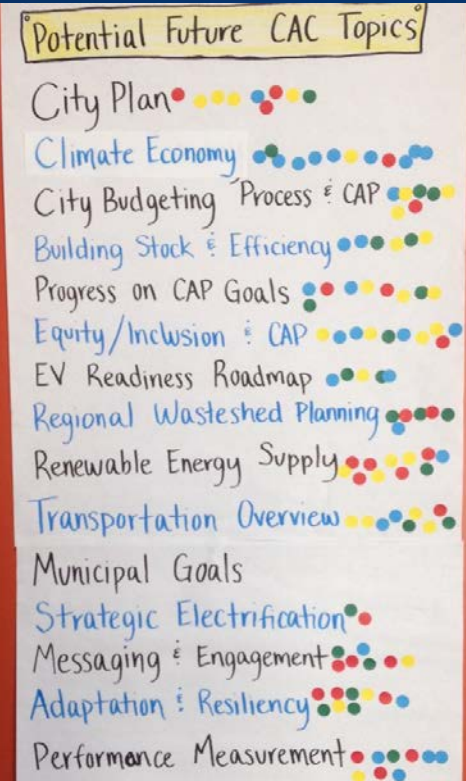 Potential Future CAC Topics
City Plan
Climate Economy
City Budgeting Process & CAP
Building Stock & Efficiency
Progress on CAP Goals
Equity/Inclusion & CAP
EV Readiness Roadmap
Regional Wasteshed Planning
Renewable Energy Supply
Transportation Overview
Municipal Goals
Strategic Electrification
Messaging & Engagement
Adaptation & Resiliency
Performance Measurement